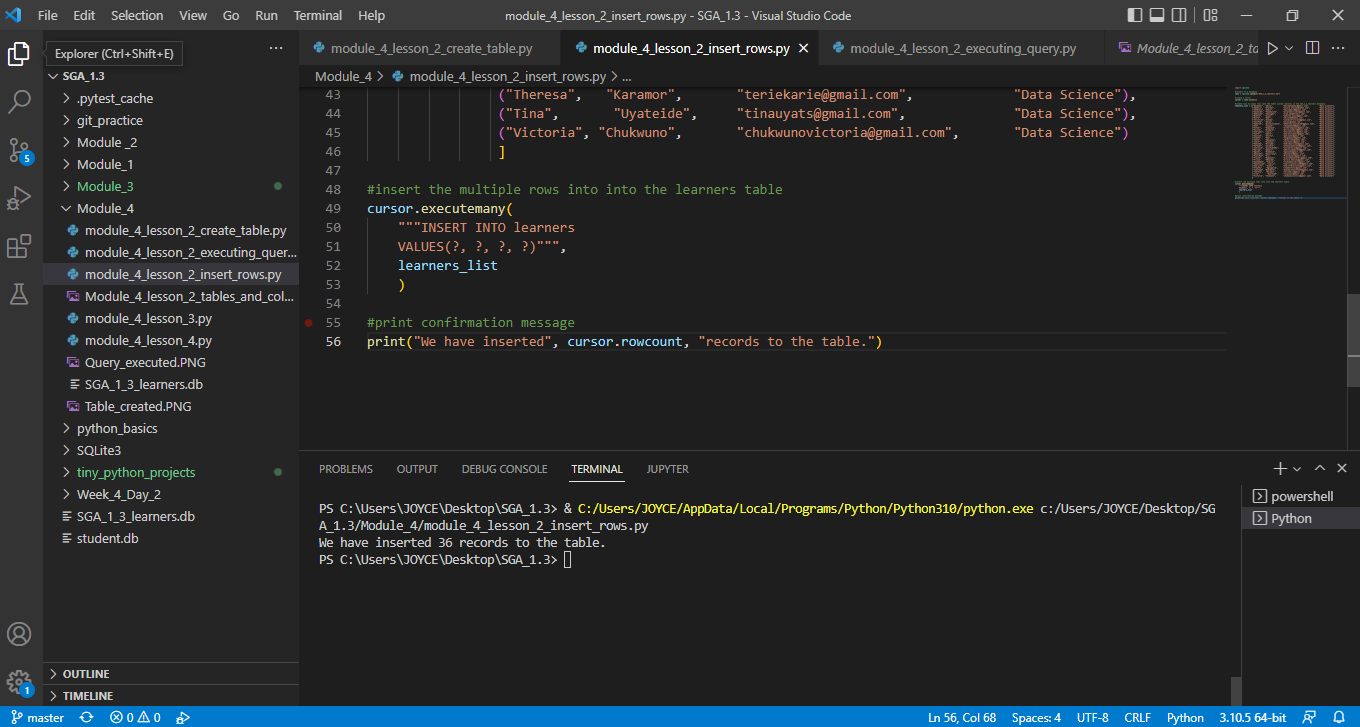 File Edit Selection View Go Run Terminal Help module_4_lesson_2_insert_rows.py - SGA_1.3 - Visual Studio Code
Explorer (Ctrl+Shift+E)
SGA_1.3
.pytest_cache
git_practice
Module _2
Module_1
Module_3
Module_4
module_4_lesson_2_create_table.py
module_4_lesson_2_executing_quer...
module_4_lesson_2_insert_rows.py
Module_4_lesson_2_tables_and_col...
module_4_lesson_3.py
module_4_lesson_4.py
Query_executed.PNG
SGA_1_3_learners.db
Table_created.PNG
python_basics
SQLite3
tiny_python_projects
Week_4_Day_2
SGA_1_3_learners.db
student.db
OUTLINE
TIMELINE
5
1
module_4_lesson_2_create_table.py module_4_lesson_2_insert_rows.py module_4_lesson_2_executing_query.py Module_4_lesson_2_ta
Module_4 > module_4_lesson_2_insert_rows.py > ...
43 ("Theresa", "Karamor", "teriekarie@gmail.com", "Data Science"),
44 ("Tina", "Uyateide", "tinauyats@gmail.com", "Data Science"),
45 ("Victoria", "Chukwuno", "chukwunovictoria@gmail.com", "Data Science")
46 ]
47
48 #insert the multiple rows into into the learners table
49 cursor.executemany(
50 """INSERT INTO learners
51 VALUES(?, ?, ?, ?)""",
52 learners_list
53 )
54
55 #print confirmation message
56 print("We have inserted", cursor.rowcount, "records to the table.")
PROBLEMS OUTPUT DEBUG CONSOLE TERMINAL JUPYTER
PS C:\Users\JOYCE\Desktop\SGA_1.3> & C:/Users/JOYCE/AppData/Local/Programs/Python/Python310/python.exe c:/Users/JOYCE/Desktop/SG
A_1.3/Module_4/module_4_lesson_2_insert_rows.py
We have inserted 36 records to the table.
PS C:\Users\JOYCE\Desktop\SGA_1.3>
powershell
Python
master 0 0 Ln 56, Col 68 Spaces: 4 UTF-8 CRLF Python 3.10.5 64-bit